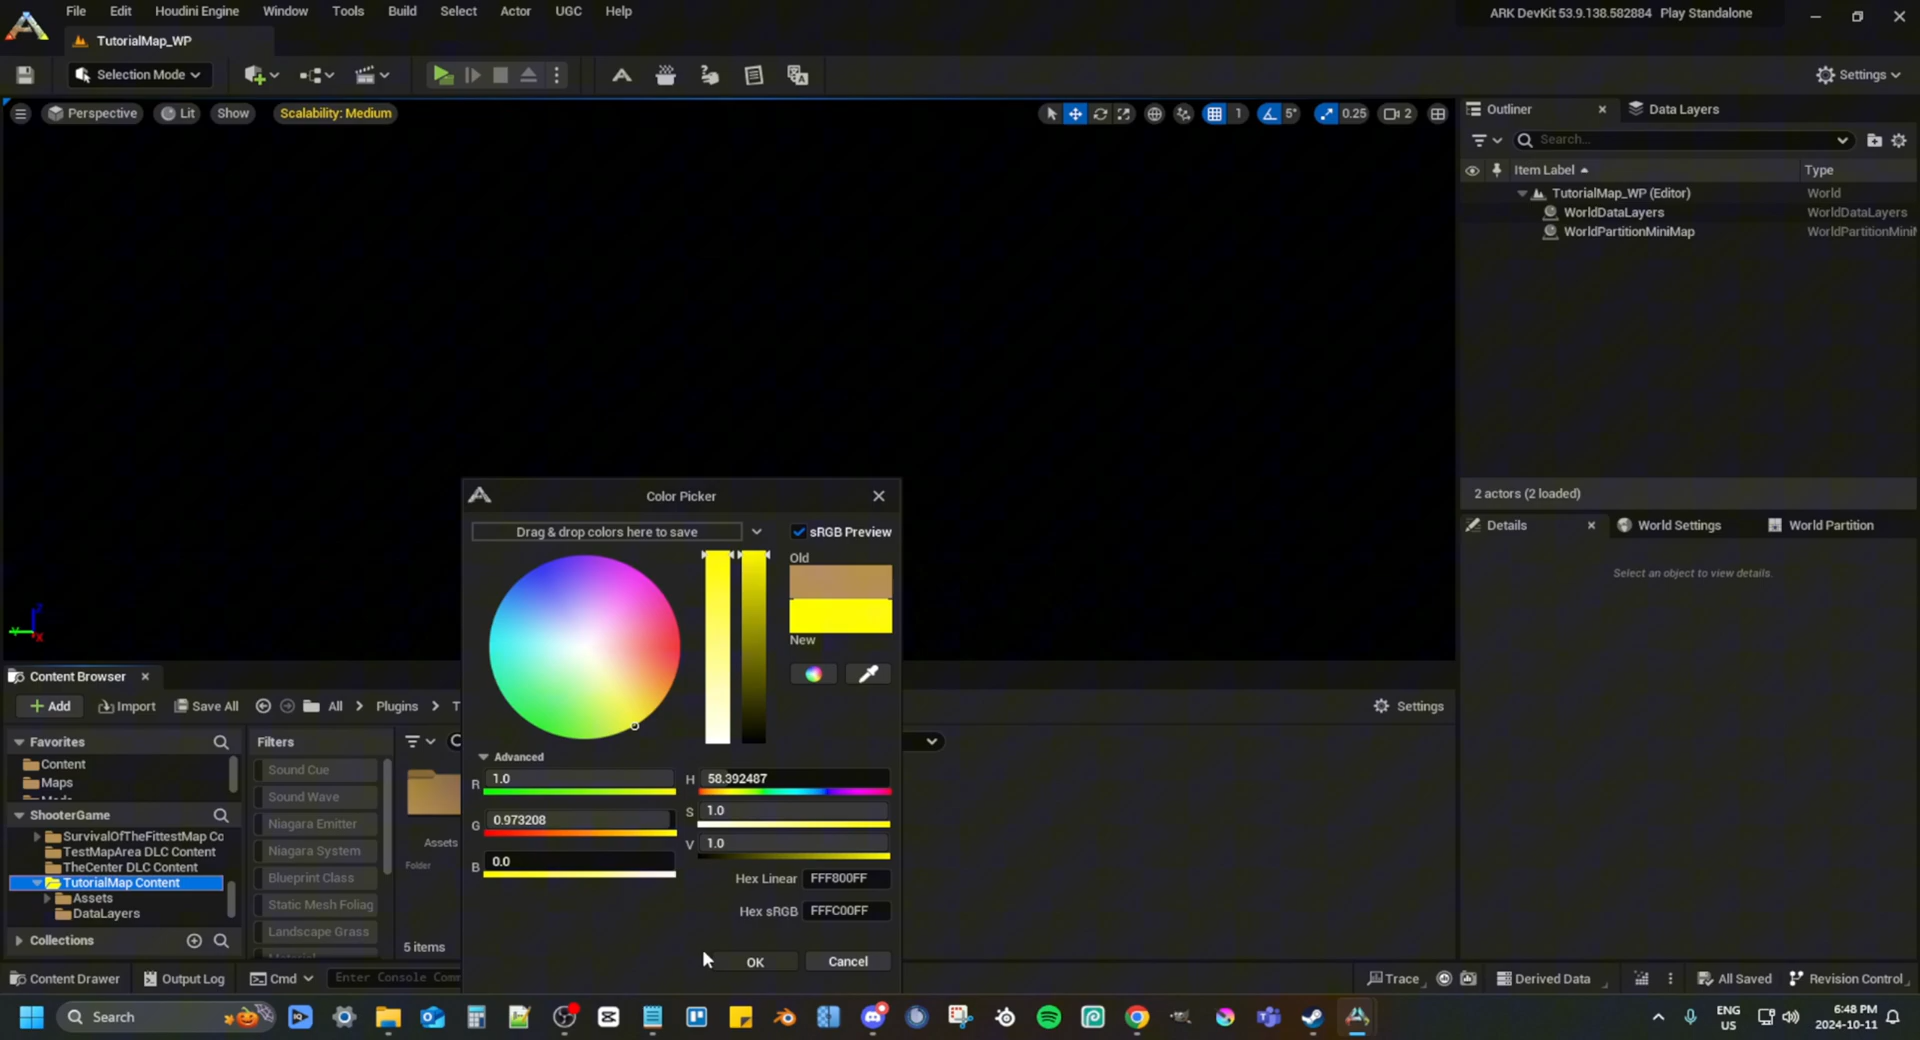 File Edit Houdini Engine Window Tools Build Select Actor UGC Help
ARK DevKit 53.9.138.582884 Play Standalone
TutorialMap_WP
Selection Mode
Settings
Perspective Lit Show Scalability: Medium
1 5° 0.25 2
Outliner Data Layers
Search...
Item Label Type
TutorialMap_WP (Editor) World
WorldDataLayers WorldDataLayers
WorldPartitionMiniMap WorldPartitionMini
2 actors (2 loaded)
Details World Settings World Partition
Select an object to view details.
Color Picker
Drag & drop colors here to save
sRGB Preview
Old
New
Advanced
R 1.0 H 58.392487
G 0.973208 S 1.0
B 0.0 V 1.0
Hex Linear FFF800FF
Hex sRGB FFFC00FF
OK Cancel
Content Browser
Add Import Save All All Plugins T
Settings
Favorites
Content
Maps
ShooterGame
SurvivalOfTheFittestMap Co
TestMapArea DLC Content
TheCenter DLC Content
TutorialMap Content
Assets
DataLayers
Collections
Filters
Sound Cue
Sound Wave
Niagara Emitter
Niagara System
Blueprint Class
Static Mesh Foliag
Landscape Grass
Assets
Folder
5 items
Content Drawer Output Log Cmd Enter Console Comm
Trace Derived Data All Saved Revision Control
Search
ENG
US
6:48 PM
2024-10-11